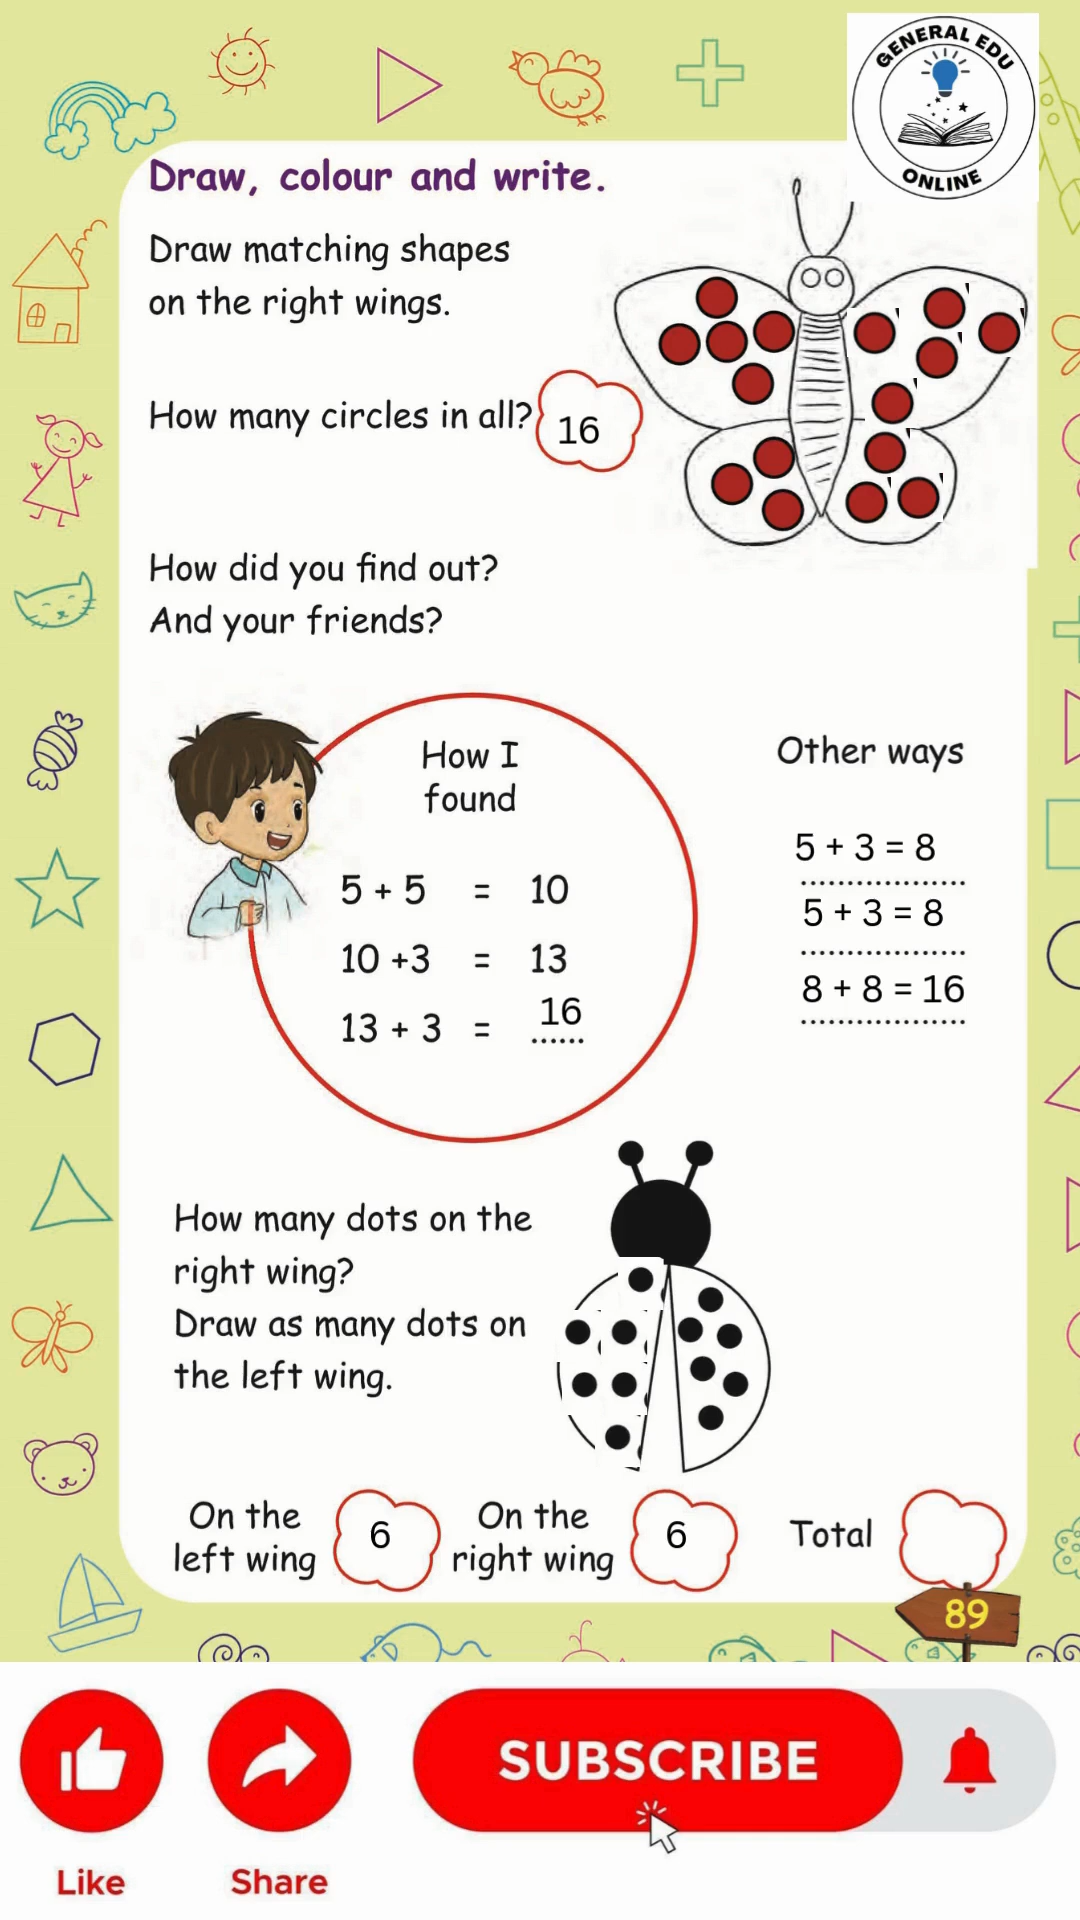 GENERAL EDU
ONLINE
Draw, colour and write.
Draw matching shapes
on the right wings.
How many circles in all?
16
How did you find out?
And your friends?
How I
found
5 + 5 = 10
10 +3 = 13
13 + 3 = 16
Other ways
5 + 3 = 8
5 + 3 = 8
8 + 8 = 16
How many dots on the
right wing?
Draw as many dots on
the left wing.
On the
left wing
6
On the
right wing
6
Total
89
SUBSCRIBE
Like
Share